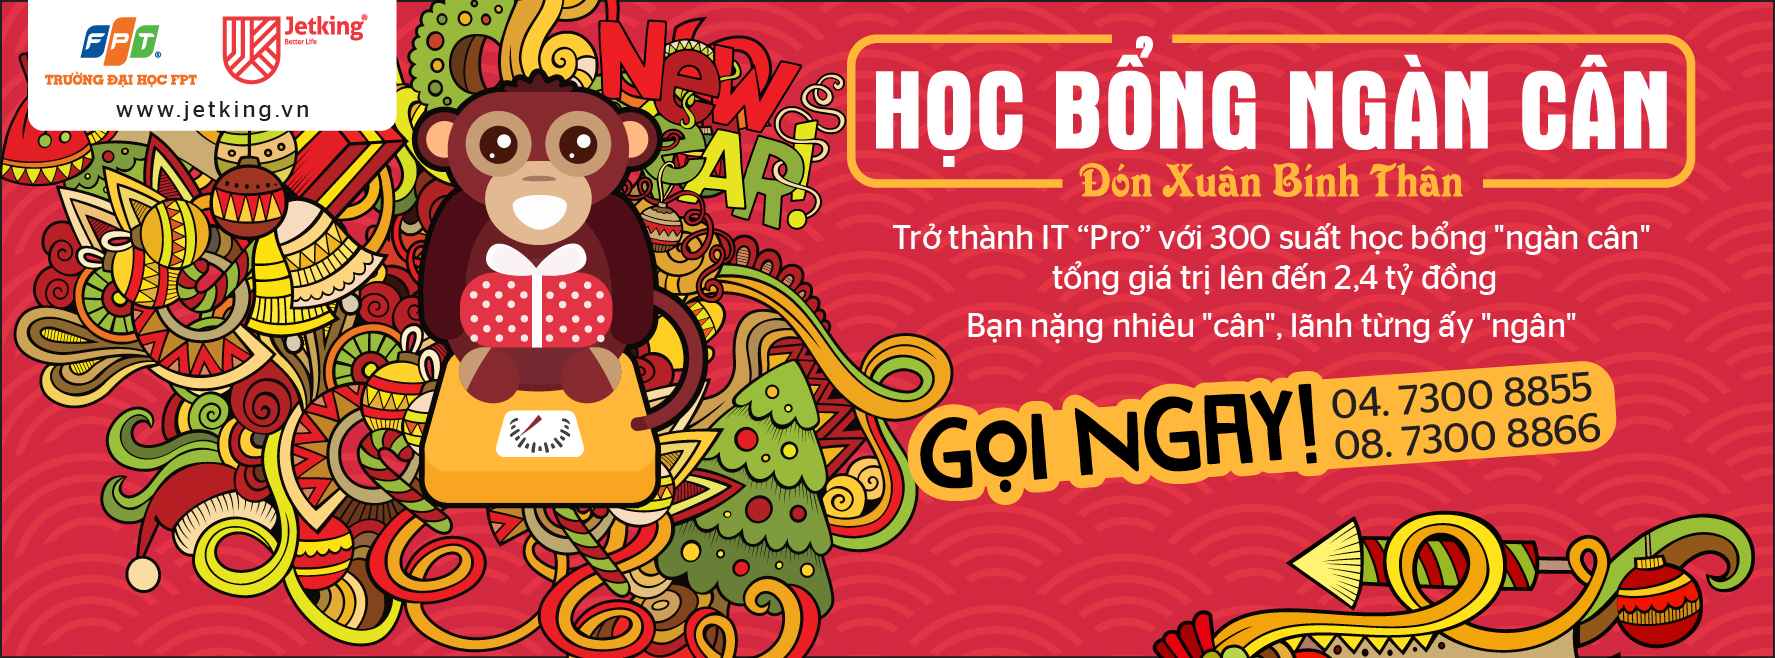 FPT
TRƯỜNG ĐẠI HỌC FPT
Jetking
Better Life
www.jetking.vn
NEW
YEAR!
HỌC BỔNG NGÀN CÂN
Đón Xuân Bính Thân
Trở thành IT “Pro” với 300 suất học bổng "ngàn cân"
tổng giá trị lên đến 2,4 tỷ đồng
Bạn nặng nhiêu "cân", lãnh từng ấy "ngân"
GỌI NGAY!
04. 7300 8855
08. 7300 8866